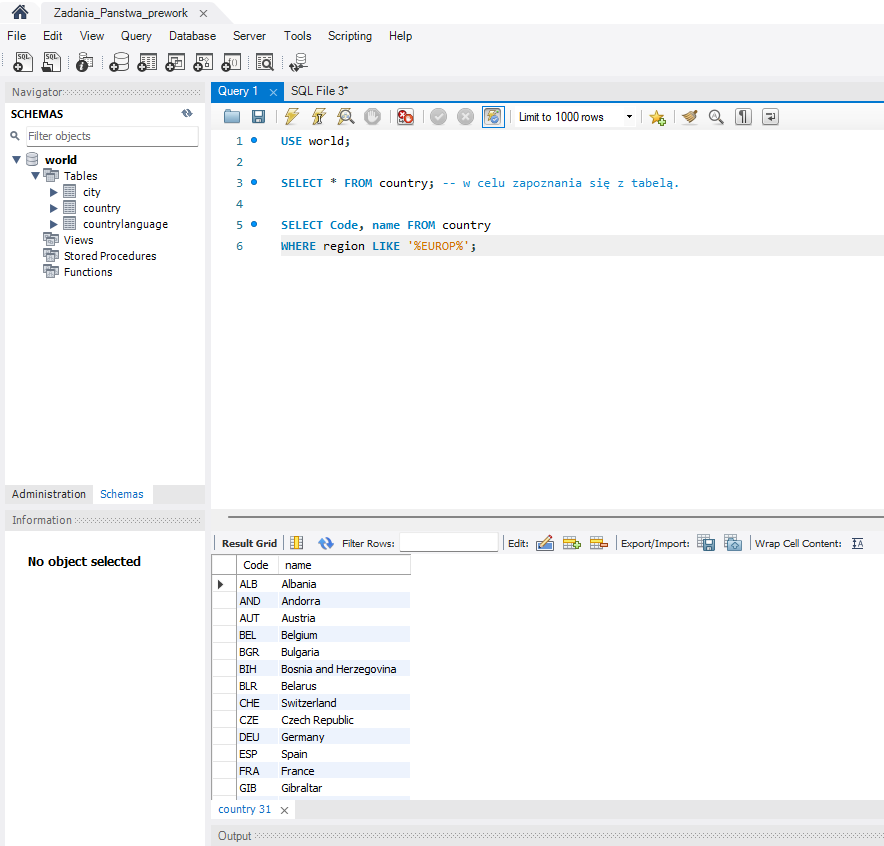 Zadania_Panstwa_prework
File Edit View Query Database Server Tools Scripting Help
Navigator
SCHEMAS
Filter objects
world
Tables
city
country
countrylanguage
Views
Stored Procedures
Functions
Administration Schemas
Information
No object selected
Query 1 SQL File 3*
Limit to 1000 rows
1 USE world;
2
3 SELECT * FROM country; -- w celu zapoznania się z tabelą.
4
5 SELECT Code, name FROM country
6 WHERE region LIKE '%EUROP%';
Result Grid Filter Rows: Edit: Export/Import: Wrap Cell Content:
Code name
ALB Albania
AND Andorra
AUT Austria
BEL Belgium
BGR Bulgaria
BIH Bosnia and Herzegovina
BLR Belarus
CHE Switzerland
CZE Czech Republic
DEU Germany
ESP Spain
FRA France
GIB Gibraltar
country 31
Output